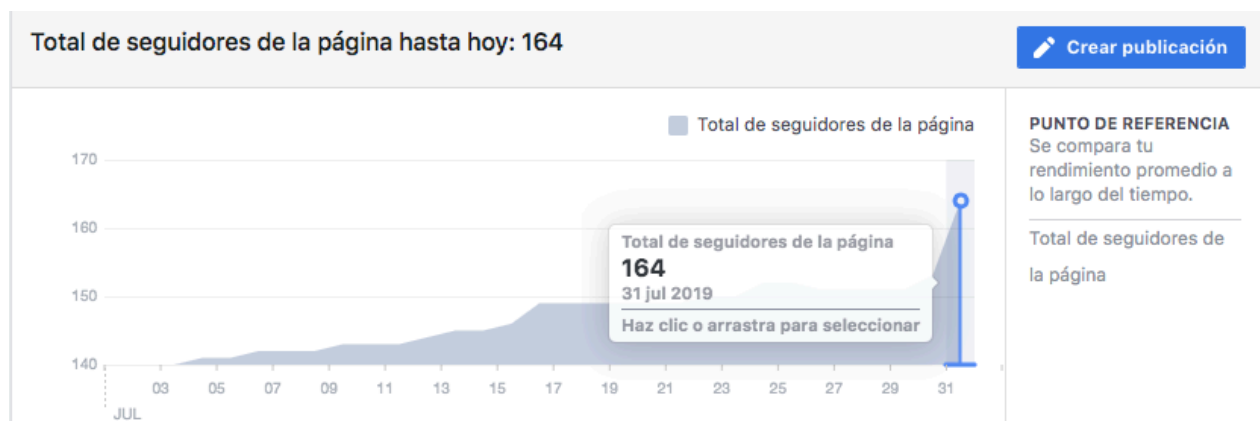 Total de seguidores de la página hasta hoy: 164
Crear publicación
Total de seguidores de la página
PUNTO DE REFERENCIA
Se compara tu
rendimiento promedio a
lo largo del tiempo.
Total de seguidores de
la página
170
160
150
140
Total de seguidores de la página
164
31 jul 2019
Haz clic o arrastra para seleccionar
03 05 07 09 11 13 15 17 19 21 23 25 27 29 31
JUL